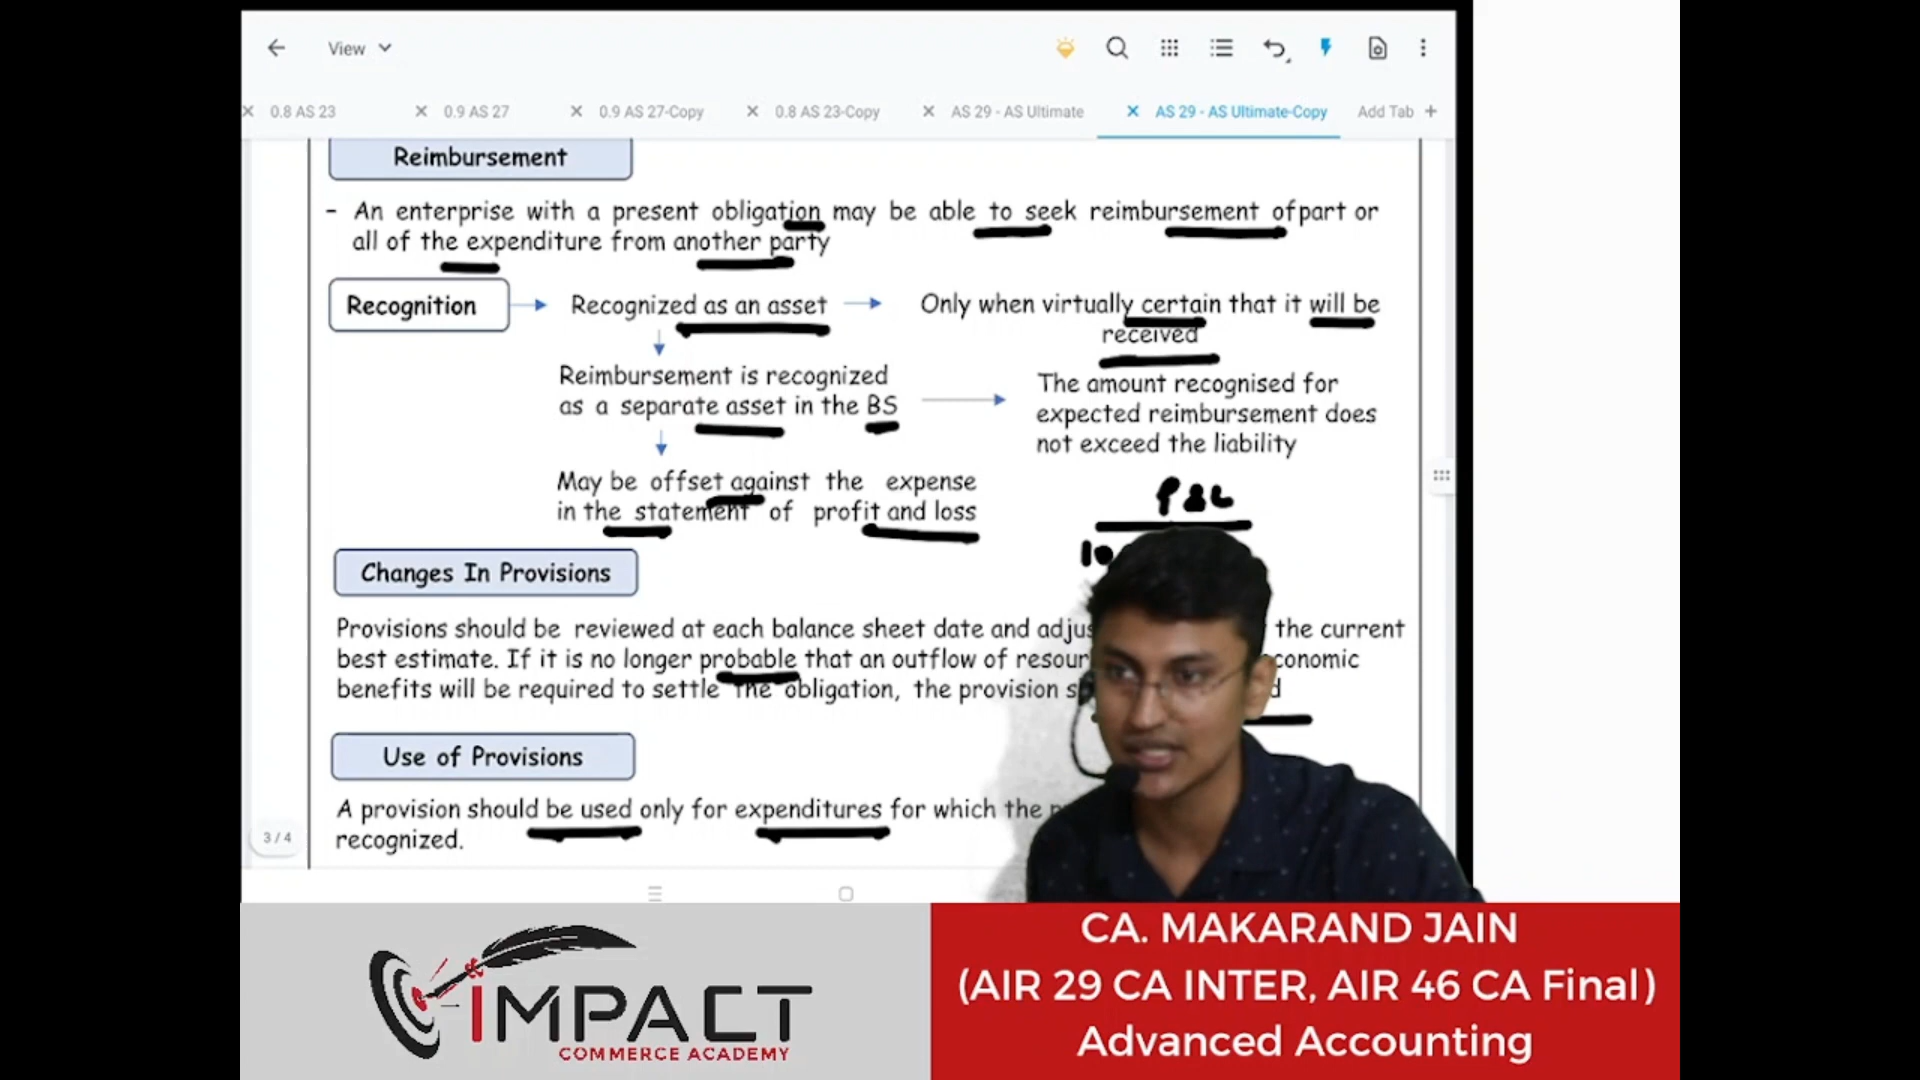 View
0.8 AS 23
0.9 AS 27
0.9 AS 27-Copy
0.8 AS 23-Copy
AS 29 - AS Ultimate
AS 29 - AS Ultimate-Copy
Add Tab +
Reimbursement
- An enterprise with a present obligation may be able to seek reimbursement ofpart or
all of the expenditure from another party
Recognition
Recognized as an asset
Only when virtually certain that it will be
received
Reimbursement is recognized
as a separate asset in the BS
The amount recognised for
expected reimbursement does
not exceed the liability
May be offset against the expense
in the statement of profit and loss
P&L
10
Changes In Provisions
Provisions should be reviewed at each balance sheet date and the current
best estimate. If it is no longer probable that an outflow of
benefits will be required to settle the obligation, the provision
Use of Provisions
A provision should be used only for expenditures for which the
recognized.
3 / 4
IMPACT
COMMERCE ACADEMY
CA. MAKARAND JAIN
(AIR 29 CA INTER, AIR 46 CA Final)
Advanced Accounting